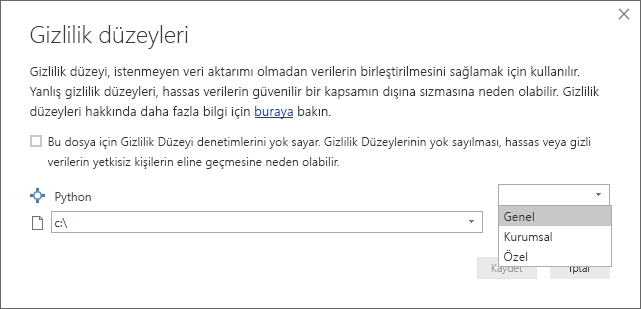 Gizlilik düzeyleri
Gizlilik düzeyi, istenmeyen veri aktarımı olmadan verilerin birleştirilmesini sağlamak için kullanılır.
Yanlış gizlilik düzeyleri, hassas verilerin güvenilir bir kapsamın dışına sızmasına neden olabilir. Gizlilik
düzeyleri hakkında daha fazla bilgi için buraya bakın.
Bu dosya için Gizlilik Düzeyi denetimlerini yok sayar. Gizlilik Düzeylerinin yok sayılması, hassas veya gizli
verilerin yetkisiz kişilerin eline geçmesine neden olabilir.
Python
c:\
Genel
Kurumsal
Özel
Kaydet
İptal